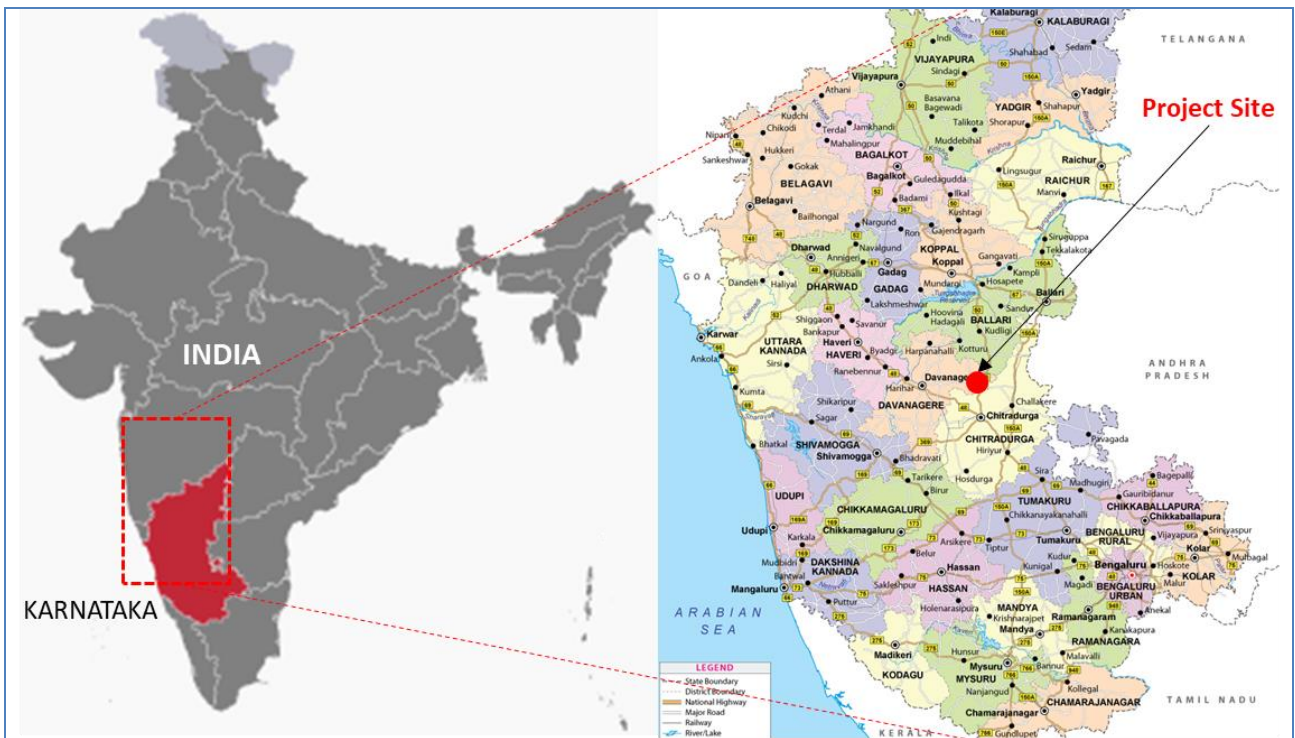 INDIA
KARNATAKA
Project Site
TELANGANA
Kalaburagi
KALABURAGI
150E
Shahabad
Sedam
Indi
VIJAYAPURA
Sindagi
Vijayapura
Yadgir
YADGIR
Shahapur
Shorapur
Athani
Basavana
Bagewadi
Talikota
Muddebihal
Kudchi
Chikodi
Terdal
Jamkhandi
Mahalingpur
Nipani
Hukkeri
Sankeshwar
Gokak
BAGALKOT
Bagalkot
Guledagudda
Badami
Ilkal
Krishna
Raichur
RAICHUR
Lingsugur
Manvi
BELAGAVI
Belagavi
Bailhongal
Kushtagi
Nargund
Ron
Gajendragarh
Navalgund
Dharwad
Annigeri
Hubballi
DHARWAD
Gadag
GADAG
KOPPAL
Koppal
Mundargi
Gangavati
Siruguppa
Tekkalakota
Kampli
Hosapete
Ballari
Sandur
BALLARI
Kudligi
Kotturu
Hoovina
Hadagali
Harpanahalli
Lakshmeshwar
GOA
Dandeli
Haliyal
Karwar
Ankola
UTTARA
KANNADA
Sirsi
Kumta
Shiggaon
Bankapur
Savanur
Haveri
HAVERI
Byadgi
Ranebennur
Harihar
Davanage
DAVANAGERE
ANDHRA
PRADESH
Challakere
Chitradurga
CHITRADURGA
Hiriyur
Hosdurga
Pavagada
Shikaripur
Sagar
Sharavati
Bhatkal
SHIVAMOGGA
Shivamogga
Bhadravati
Tarikere
Birur
UDUPI
Udupi
CHIKKAMAGALURU
Chikkamagaluru
Karkala
Mudbidri
Bantwal
Mangaluru
DAKSHINA
KANNADA
Puttur
Belur
Arsikere
Tiptur
Hassan
HASSAN
Sakleshpur
Holenarasipura
Sira
Madhugiri
TUMAKURU
Chikkanayakanahalli
Tumakuru
Kudur
Kunigal
Magadi
Gauribidanur
Bagepalli
CHIKKABALLAPURA
Chikkaballapura
BENGALURU
RURAL
Vijayapura
Srinivaspur
Kolar
Mulbagal
KOLAR
Hoskote
Malur
Bengaluru
BENGALURU
URBAN
Anekal
Ramanagaram
RAMANAGARA
Kanakapura
MANDYA
Krishnarajpet
Mandya
Malavalli
ARABIAN
SEA
Madikeri
KODAGU
Hunsur
Mysuru
MYSURU
Bannur
Nanjangud
Kollegal
Chamarajanagar
CHAMARAJANAGAR
Gundlupet
TAMIL NADU
KERALA
LEGEND
State Boundary
District Boundary
National Highway
Major Road
Railway
River/Lake